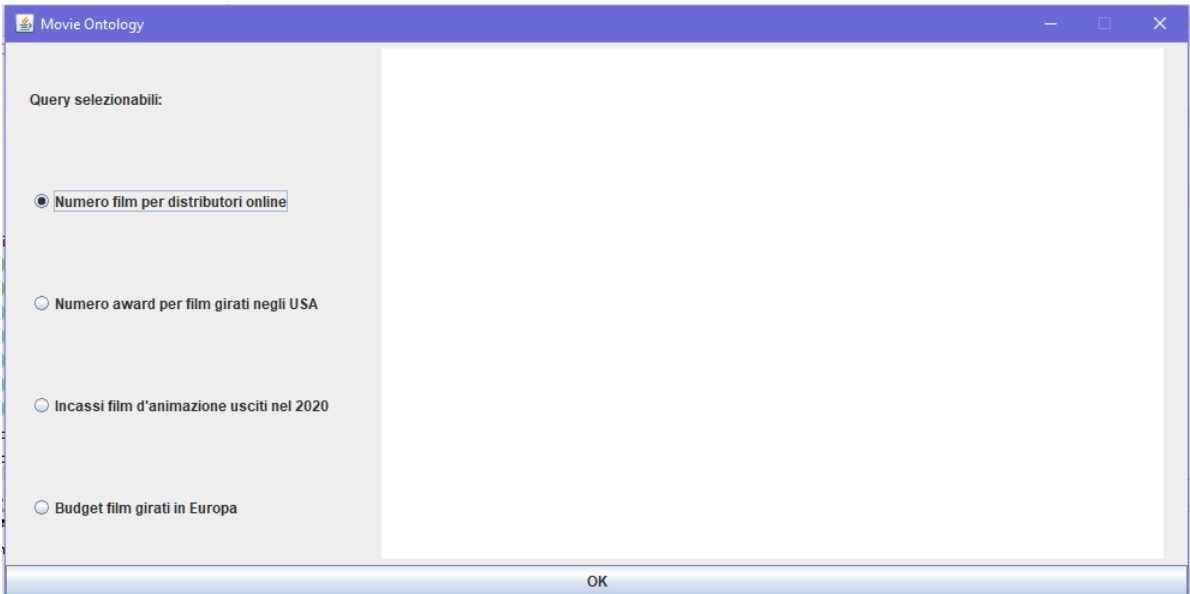 Movie Ontology
Query selezionabili:
Numero film per distributori online
Numero award per film girati negli USA
Incassi film d'animazione usciti nel 2020
Budget film girati in Europa
OK